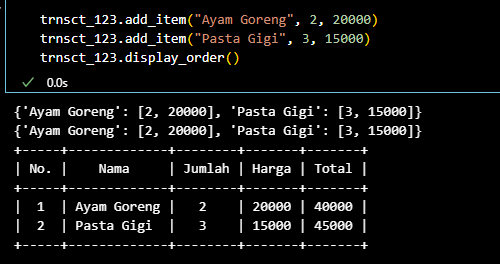 trnsct_123.add_item("Ayam Goreng", 2, 20000)
trnsct_123.add_item("Pasta Gigi", 3, 15000)
trnsct_123.display_order()
✓ 0.0s
{'Ayam Goreng': [2, 20000], 'Pasta Gigi': [3, 15000]}
{'Ayam Goreng': [2, 20000], 'Pasta Gigi': [3, 15000]}
+-----+-------------+--------+-------+-------+
| No. |    Nama     | Jumlah | Harga | Total |
+-----+-------------+--------+-------+-------+
|  1  | Ayam Goreng |   2    | 20000 | 40000 |
|  2  | Pasta Gigi  |   3    | 15000 | 45000 |
+-----+-------------+--------+-------+-------+